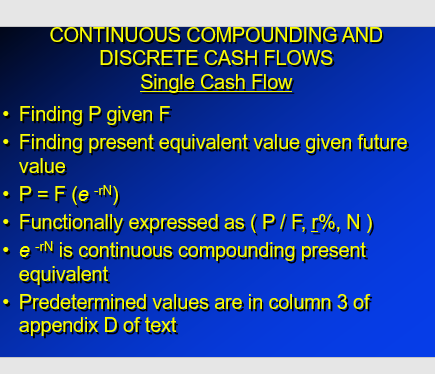 CONTINUOUS COMPOUNDING AND
DISCRETE CASH FLOWS
Single Cash Flow
• Finding P given F
• Finding present equivalent value given future
value
• P = F (e -rN)
• Functionally expressed as ( P / F, r%, N )
• e -rN is continuous compounding present
equivalent
• Predetermined values are in column 3 of
appendix D of text